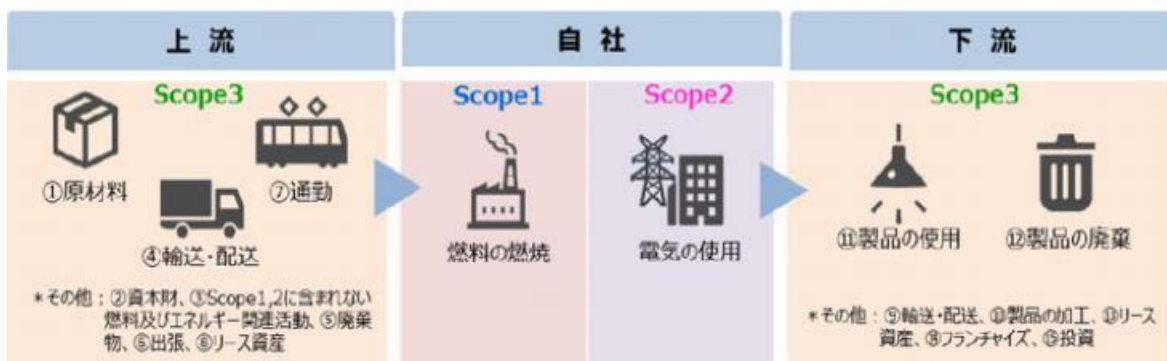 上 流
自 社
下 流
Scope3
①原材料
⑦通勤
④輸送・配送
＊その他：②資本財、③Scope1,2に含まれない
燃料及びエネルギー関連活動、⑤廃棄
物、⑥出張、⑧リース資産
Scope1
燃料の燃焼
Scope2
電気の使用
Scope3
⑪製品の使用
⑫製品の廃棄
＊その他：⑨輸送・配送、⑩製品の加工、⑬リース
資産、⑭フランチャイズ、⑮投資